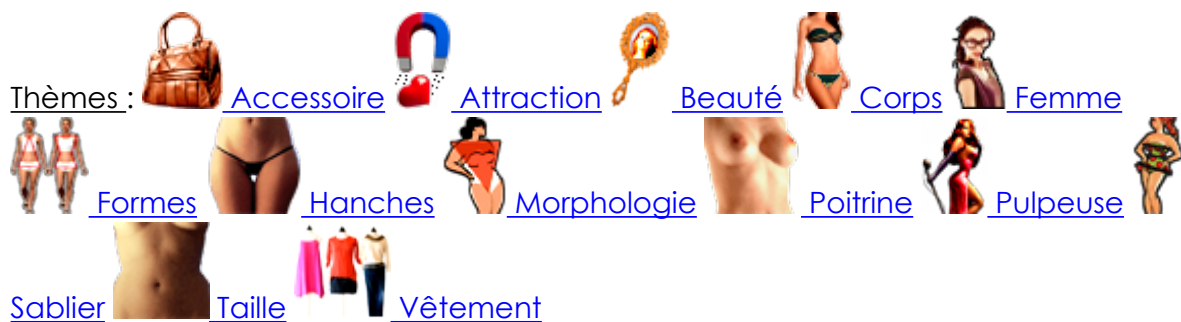 Thèmes : Accessoire Attraction Beauté Corps Femme
Formes Hanches Morphologie Poitrine Pulpeuse
Sablier Taille Vêtement